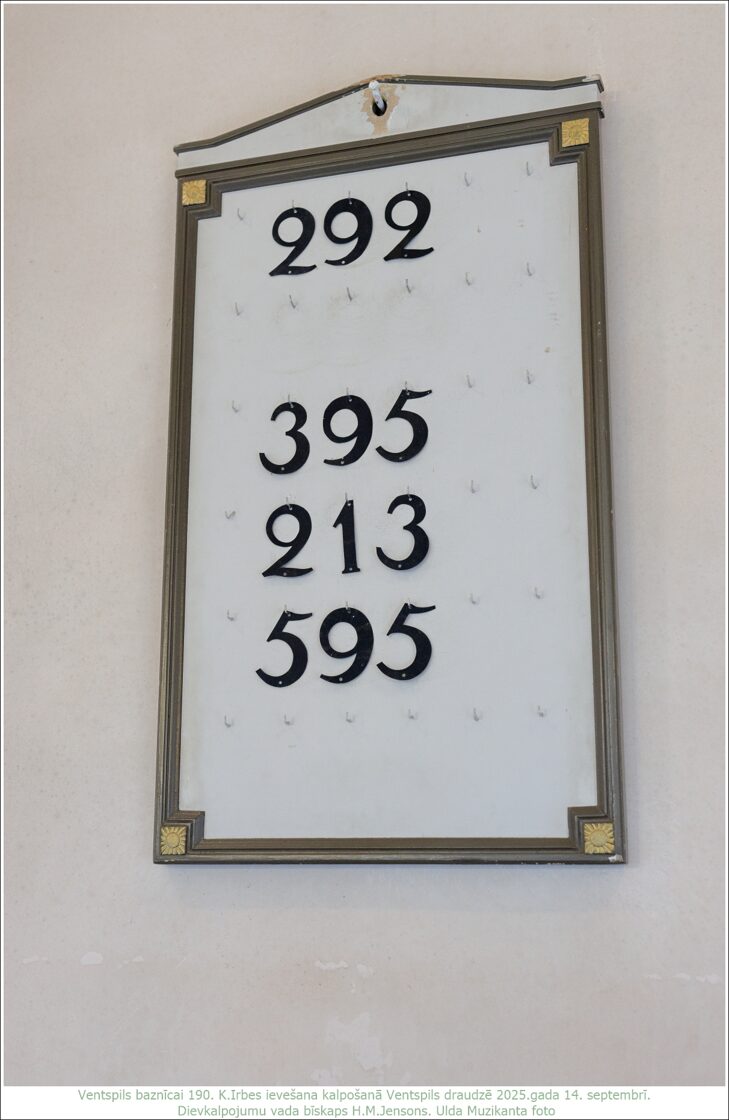 292
395
213
595
Ventspils baznīcai 190. K.Irbes ievešana kalpošanā Ventspils draudzē 2025.gada 14. septembrī.
Dievkalpojumu vada bīskaps H.M.Jensons. Ulda Muzikanta foto